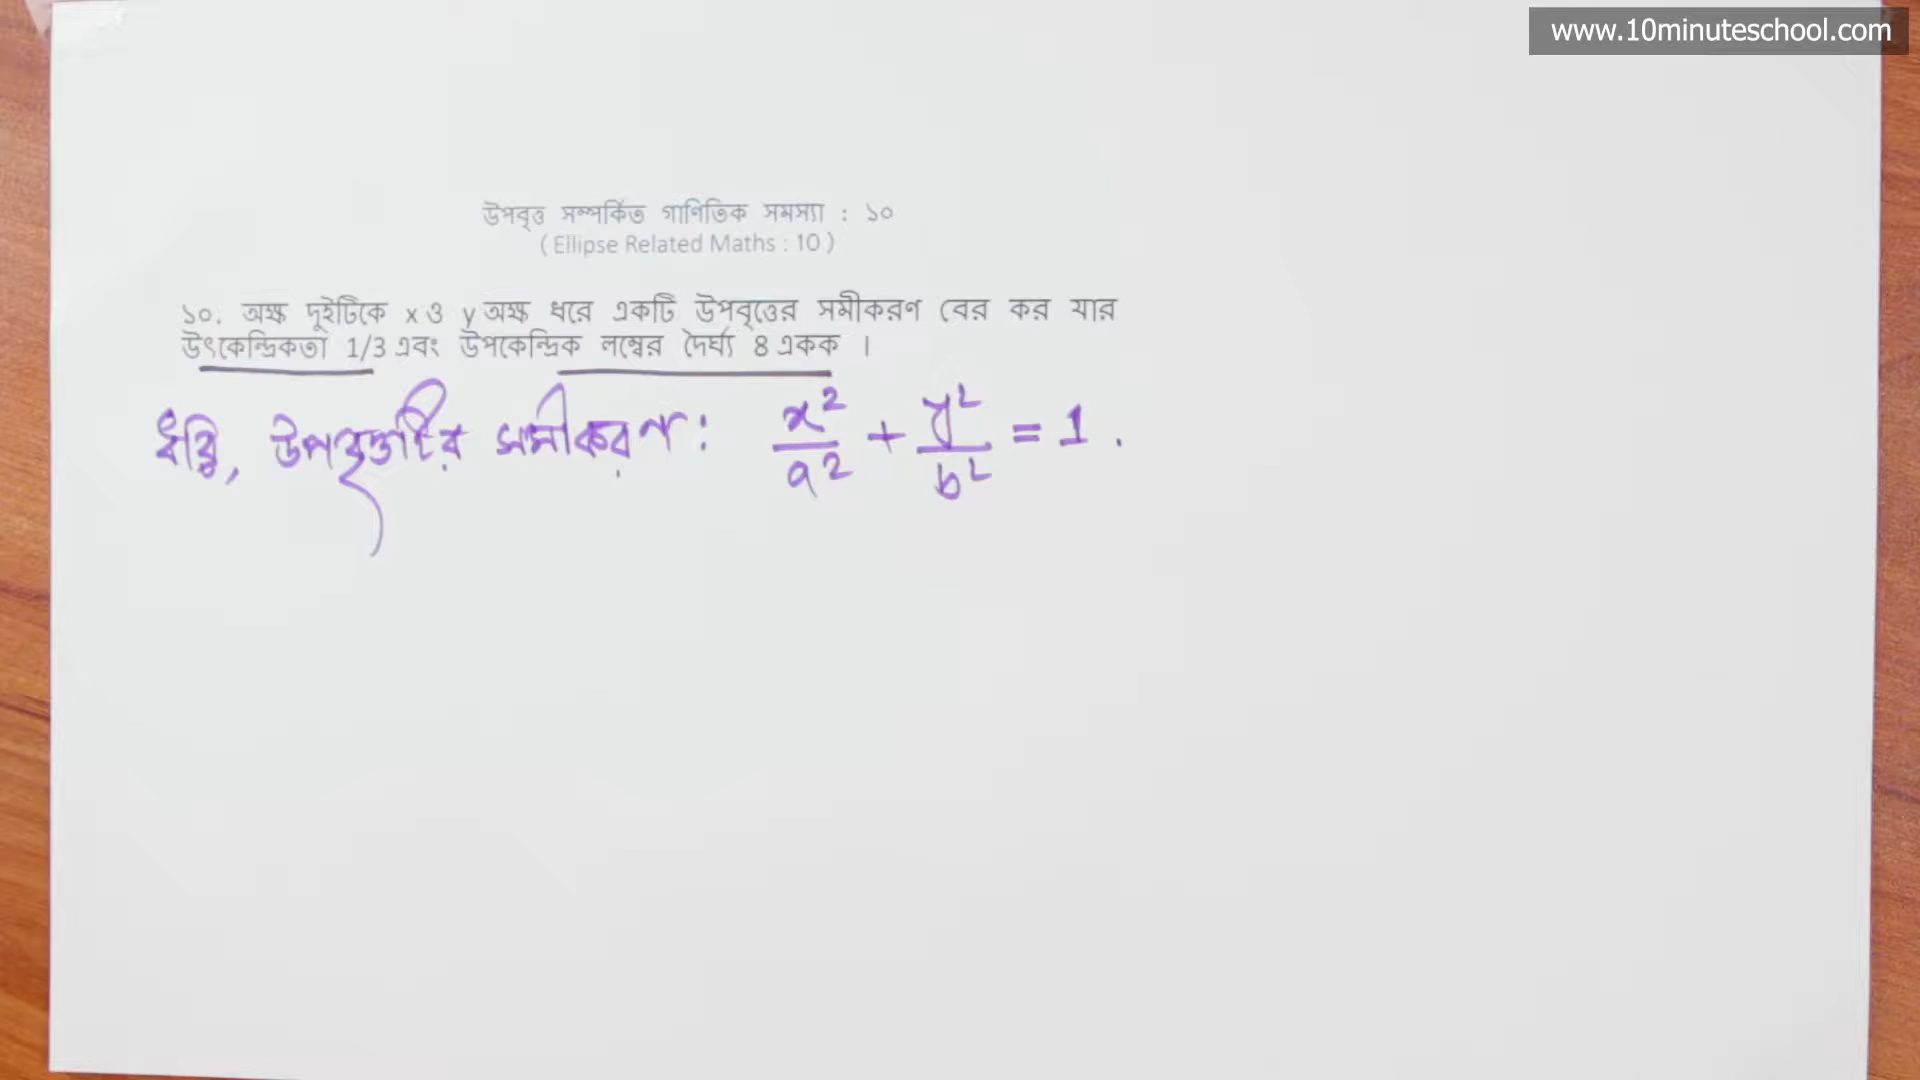 www.10minuteschool.com
উপবৃত্ত সম্পর্কিত গাণিতিক সমস্যা : ১০
( Ellipse Related Maths : 10 )
১০. অক্ষ দুইটিকে x ও y অক্ষ ধরে একটি উপবৃত্তের সমীকরণ বের কর যার
উৎকেন্দ্রিকতা 1/3 এবং উপকেন্দ্রিক লম্বের দৈর্ঘ্য 8 একক ।
ধরি, উপবৃত্তটির সমীকরণ: x²/a² + y²/b² = 1 .